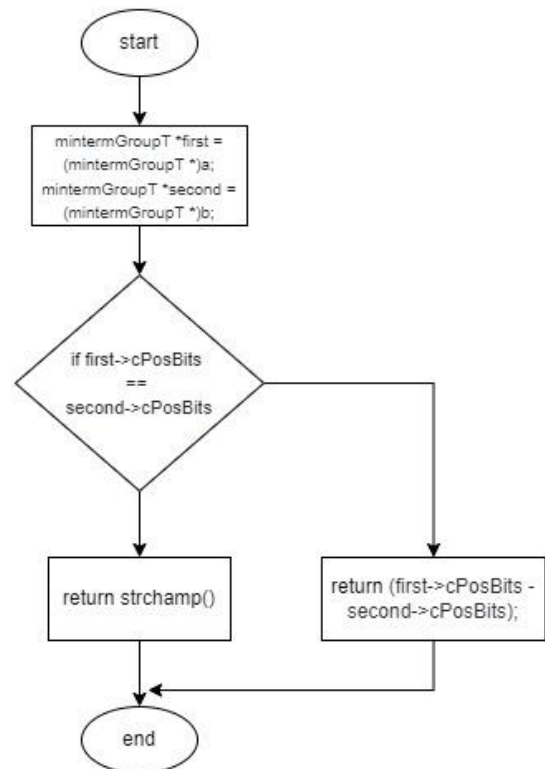 start
mintermGroupT *first =
(mintermGroupT *)a;
mintermGroupT *second =
(mintermGroupT *)b;
if first->cPosBits
==
second->cPosBits
return strchamp()
return (first->cPosBits -
second->cPosBits);
end